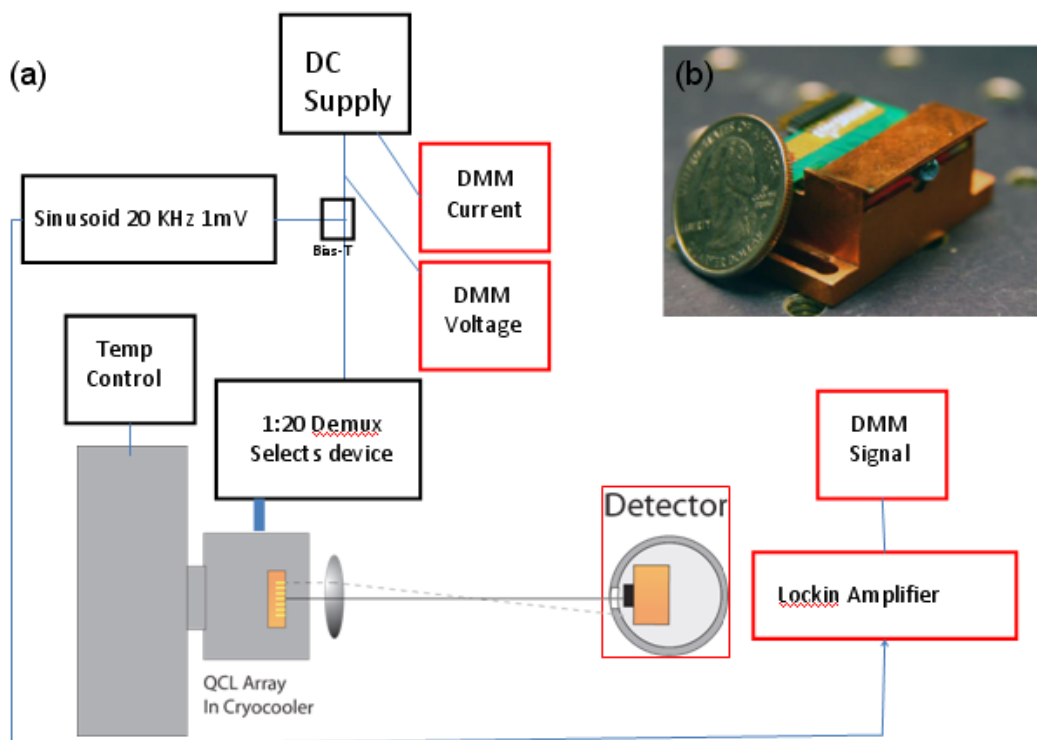 (a)
DC
Supply
(b)
DMM
Current
Sinusoid 20 KHz 1mV
Bias-T
DMM
Voltage
Temp
Control
1:20 Demux
Selects device
DMM
Signal
Detector
Lockin Amplifier
QCL Array
In Cryocooler